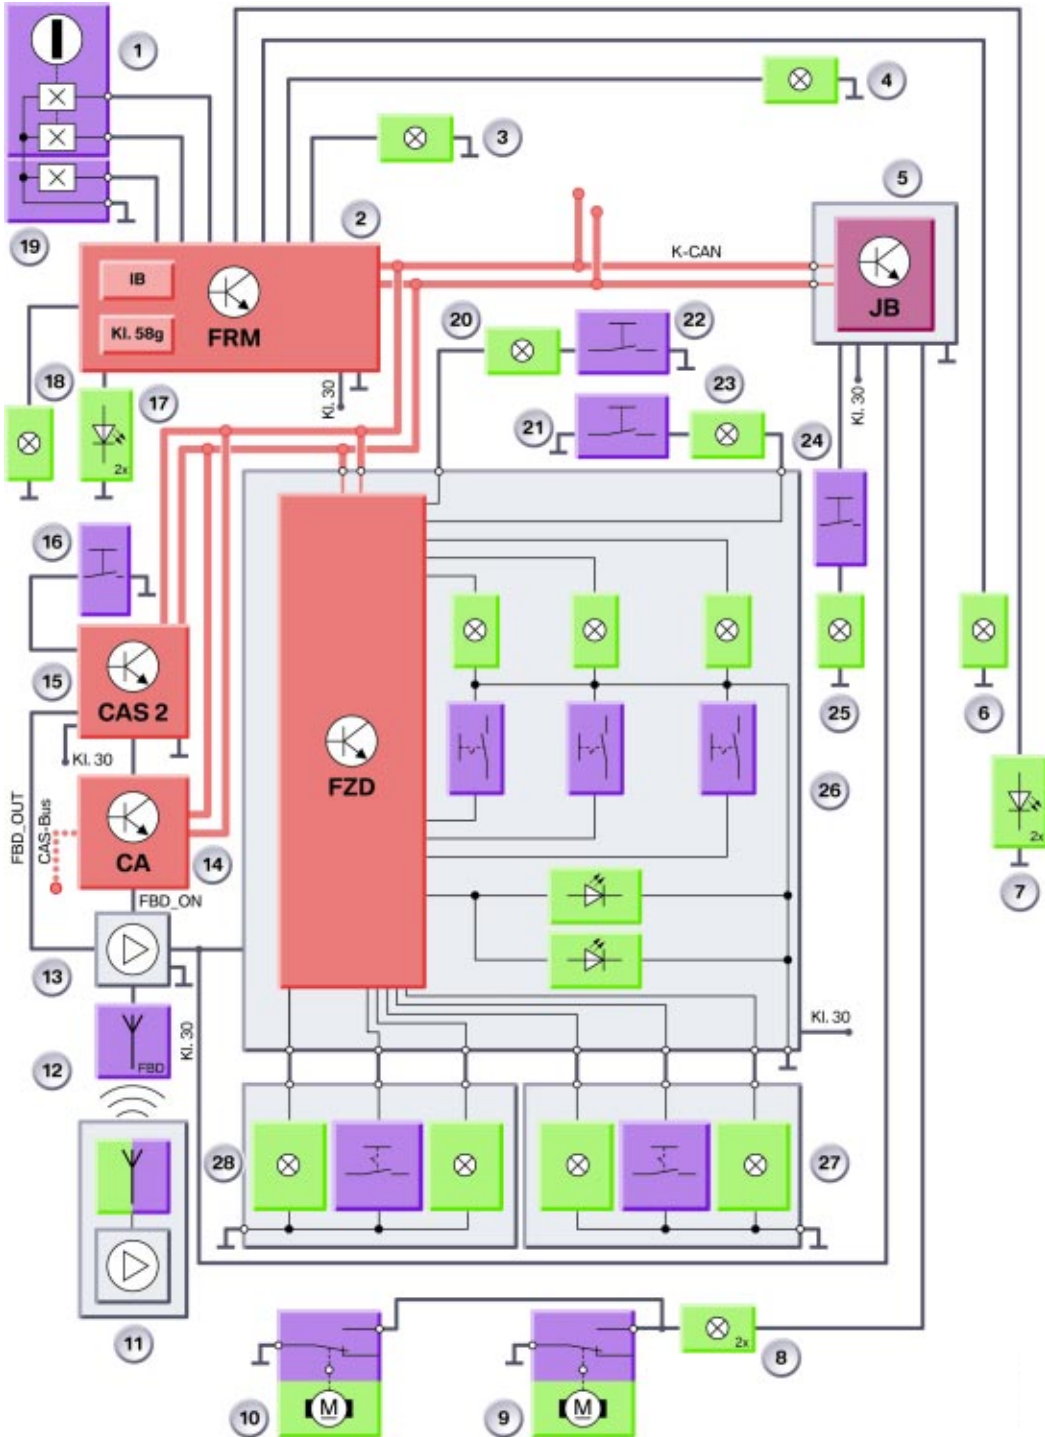 1
4
3
5
2
19
K-CAN
IB
Kl. 58g
FRM
JB
20
22
18
17
Kl. 30
23
Kl. 30
21
24
2x
16
15
CAS 2
25
6
Kl. 30
FZD
26
FBD_OUT
CAS-Bus
CA
14
2x
7
FBD_ON
13
Kl. 30
Kl. 30
12
FBD
28
27
11
2x
8
10
M
9
M